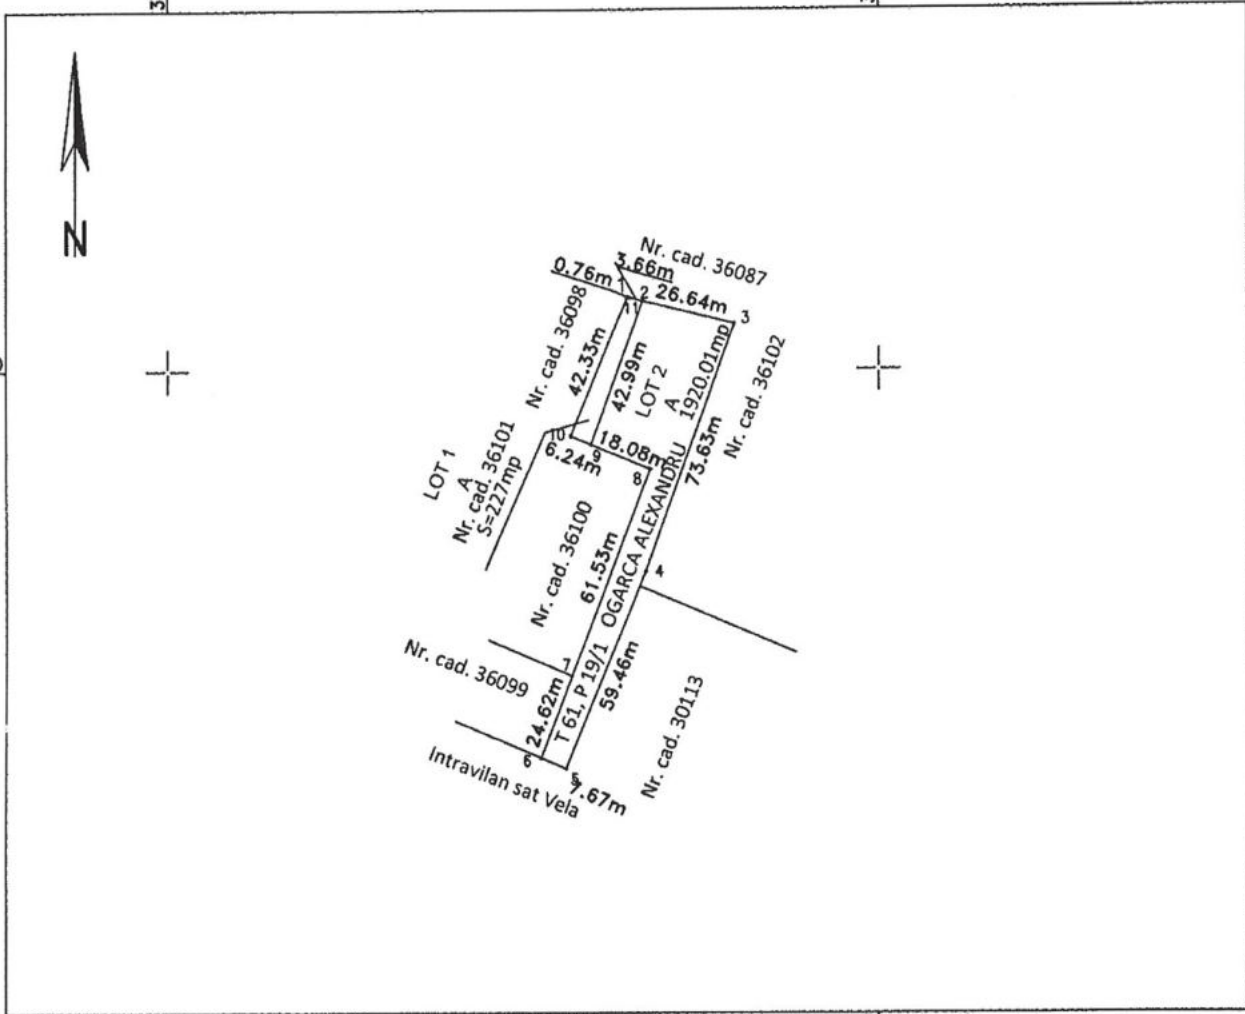 N
Nr. cad. 36087
3.66m
0.76m
1
2
26.64m
3
11
Nr. cad. 36098
42.33m
42.99m
LOT 2
A
1920.01mp
Nr. cad. 36102
73.63m
10
6.24m
9
18.08m
8
LOT 1
A
Nr. cad. 36101
S=227mp
Nr. cad. 36100
61.53m
T 61, P 19/1 OGARCA ALEXANDRU
4
59.46m
7
Nr. cad. 36099
24.62m
6
5
7.67m
Intravilan sat Vela
Nr. cad. 30113